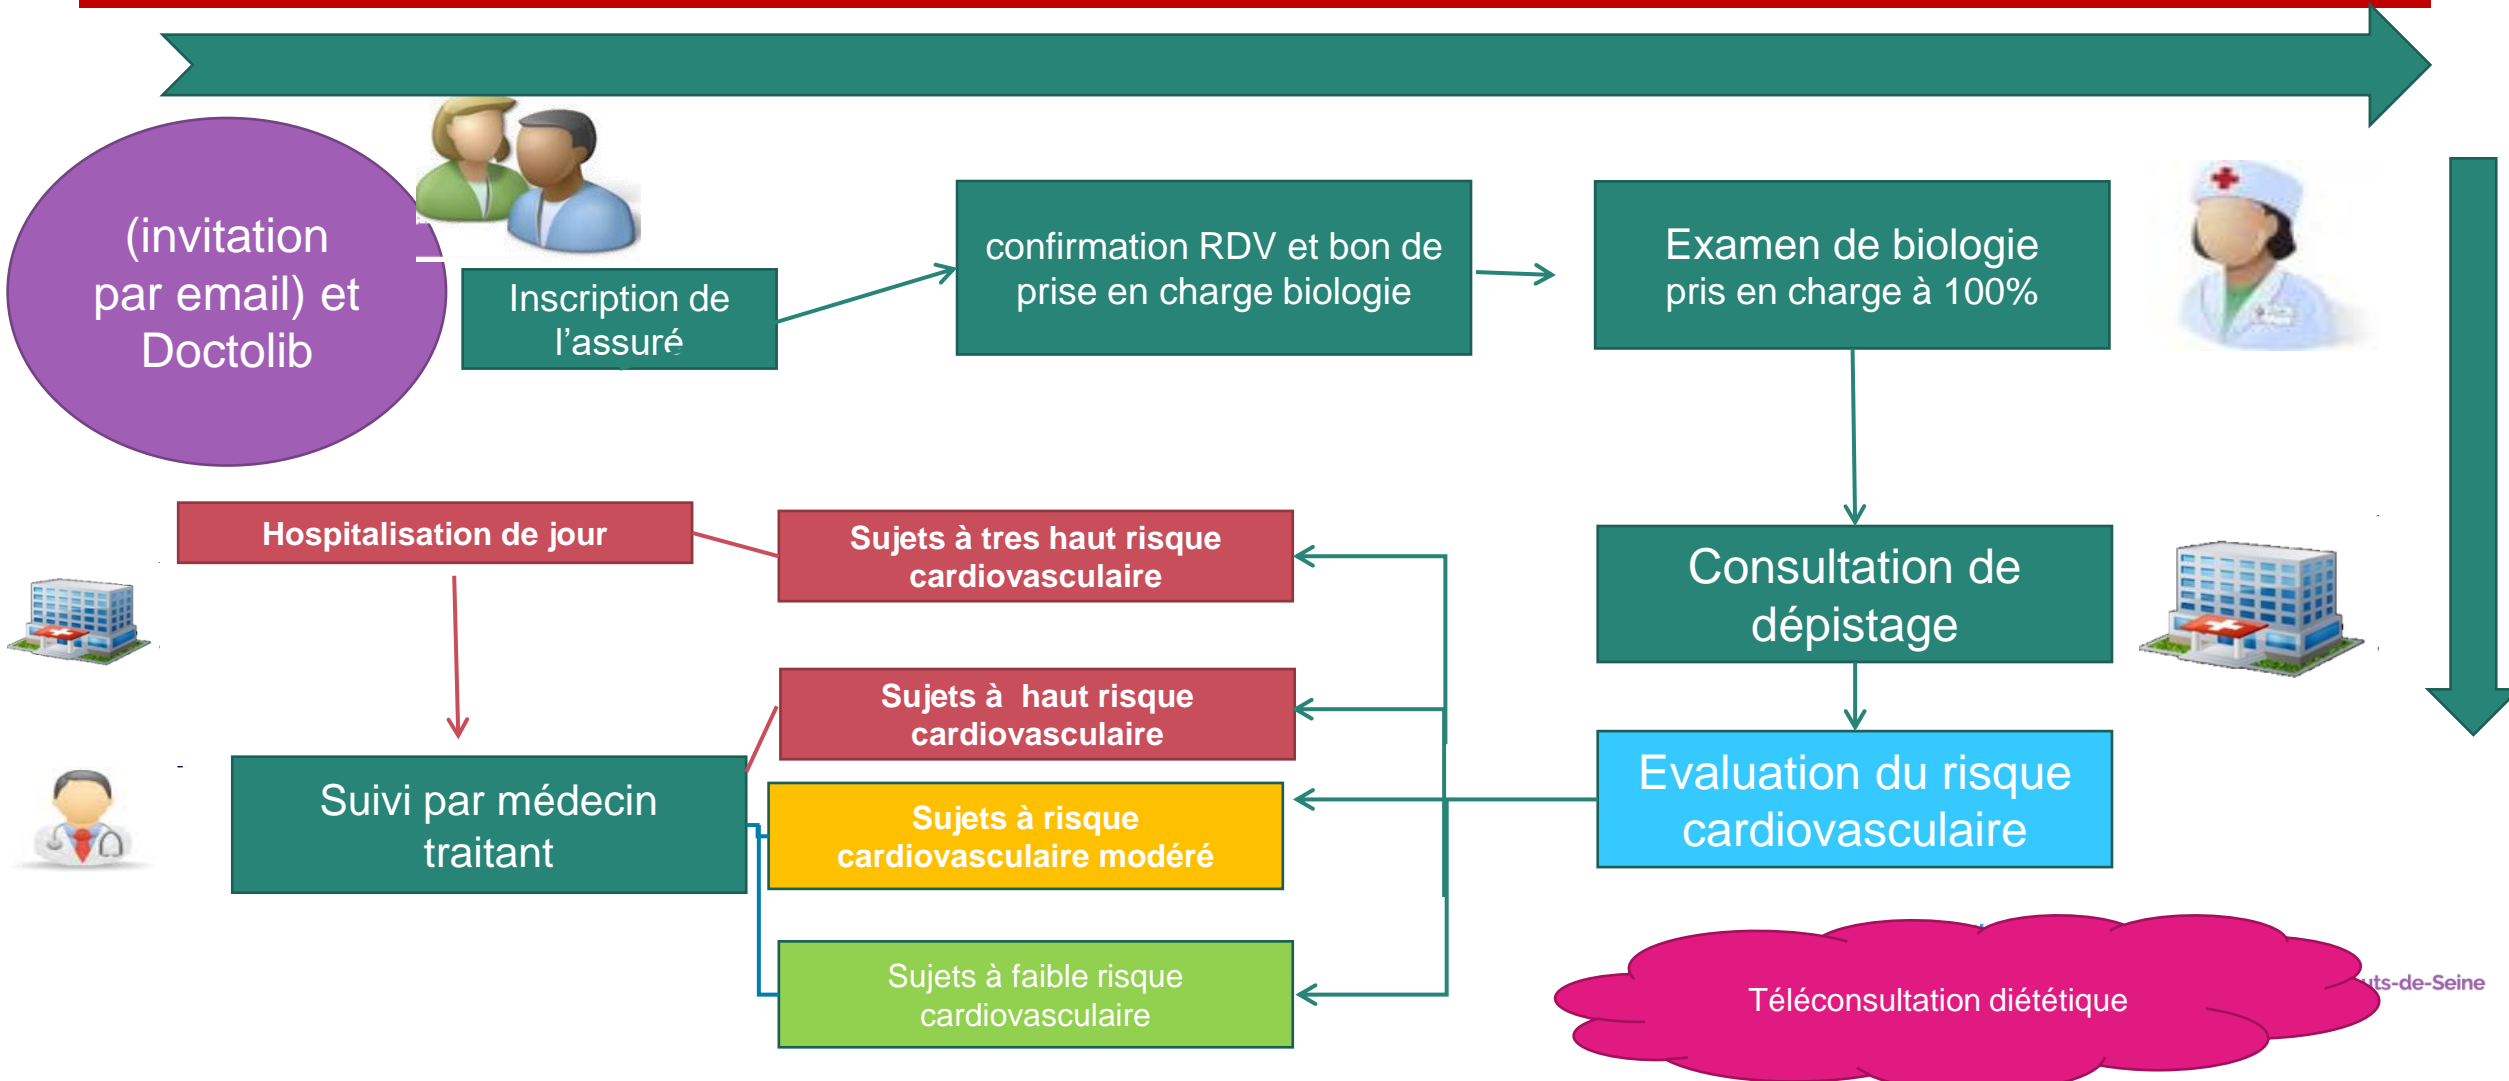 (invitation
par email) et
Doctolib
Inscription de
l’assuré
confirmation RDV et bon de
prise en charge biologie
Examen de biologie
pris en charge à 100%
Hospitalisation de jour
Sujets à tres haut risque
cardiovasculaire
Consultation de
dépistage
Sujets à haut risque
cardiovasculaire
Suivi par médecin
traitant
Sujets à risque
cardiovasculaire modéré
Evaluation du risque
cardiovasculaire
Sujets à faible risque
cardiovasculaire
Téléconsultation diététique
uts-de-Seine